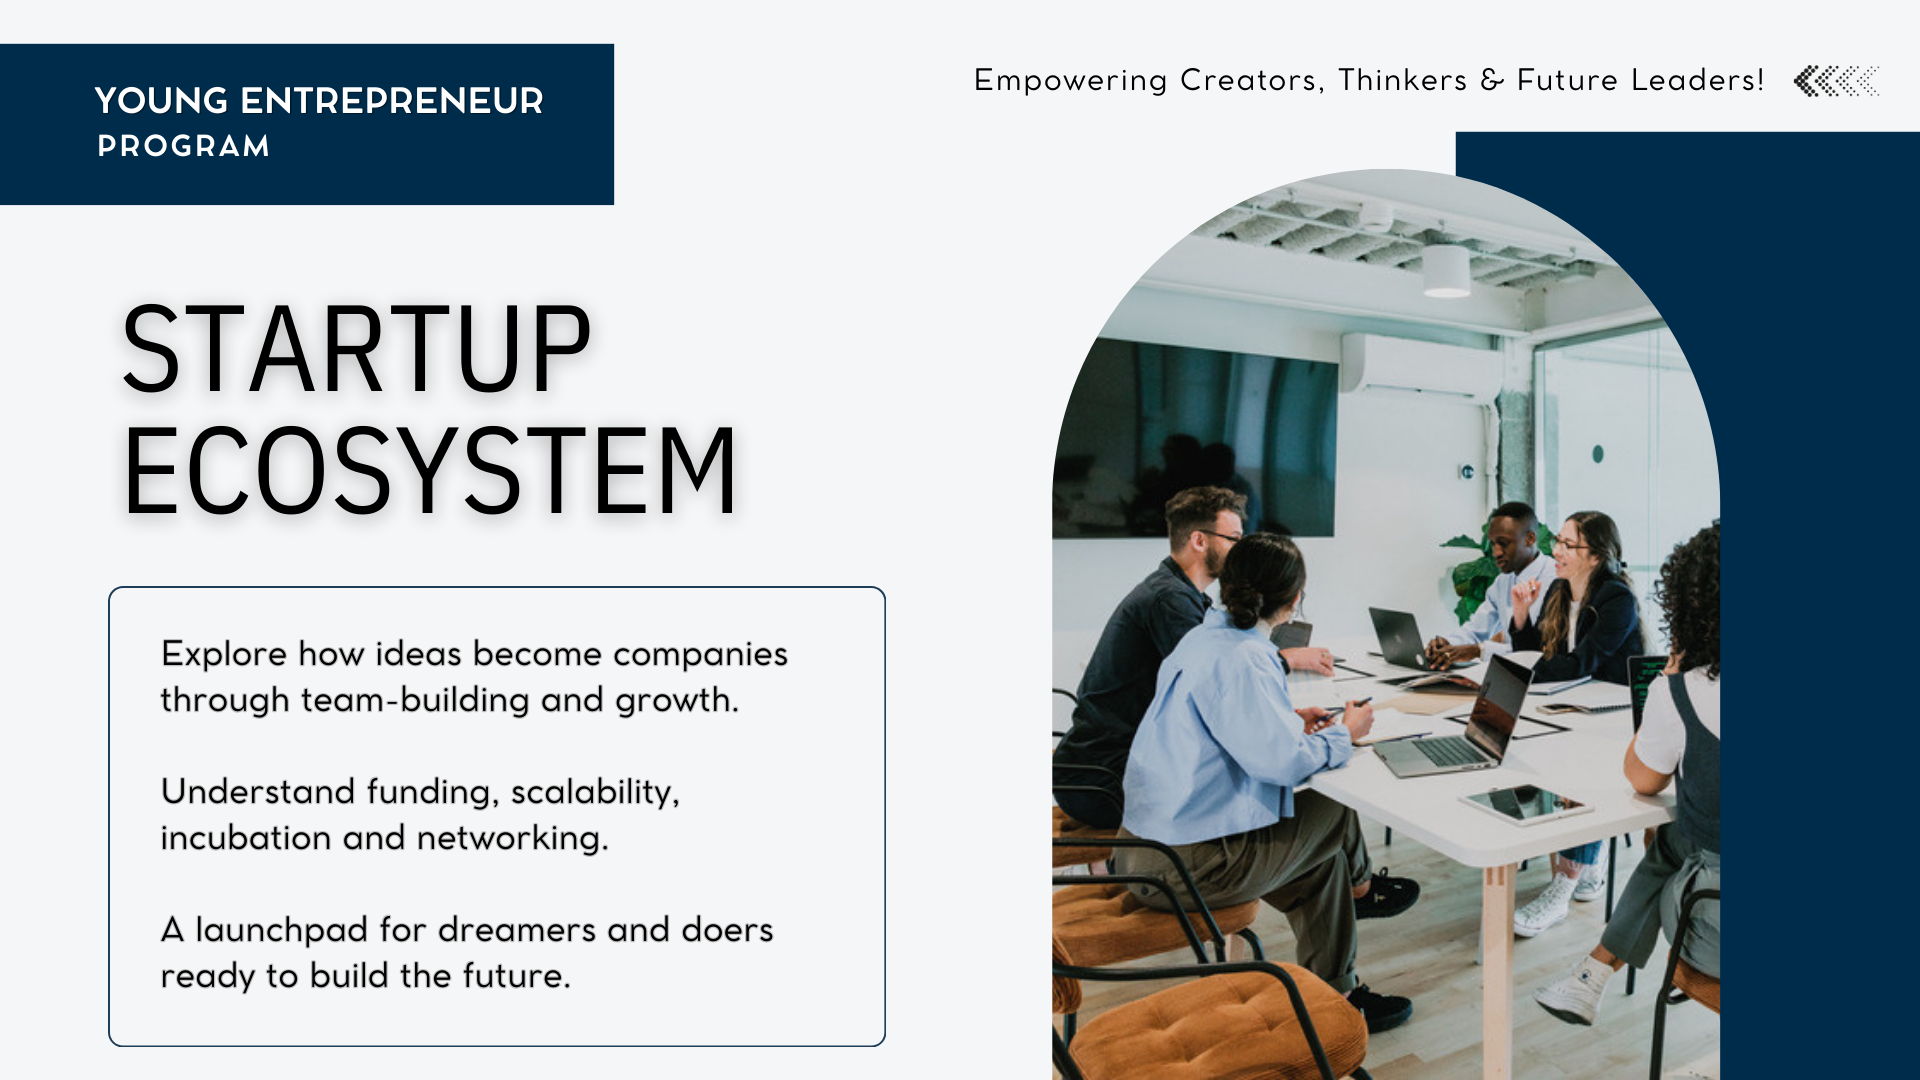 YOUNG ENTREPRENEUR
PROGRAM
Empowering Creators, Thinkers & Future Leaders!
STARTUP
ECOSYSTEM
Explore how ideas become companies
through team-building and growth.
Understand funding, scalability,
incubation and networking.
A launchpad for dreamers and doers
ready to build the future.